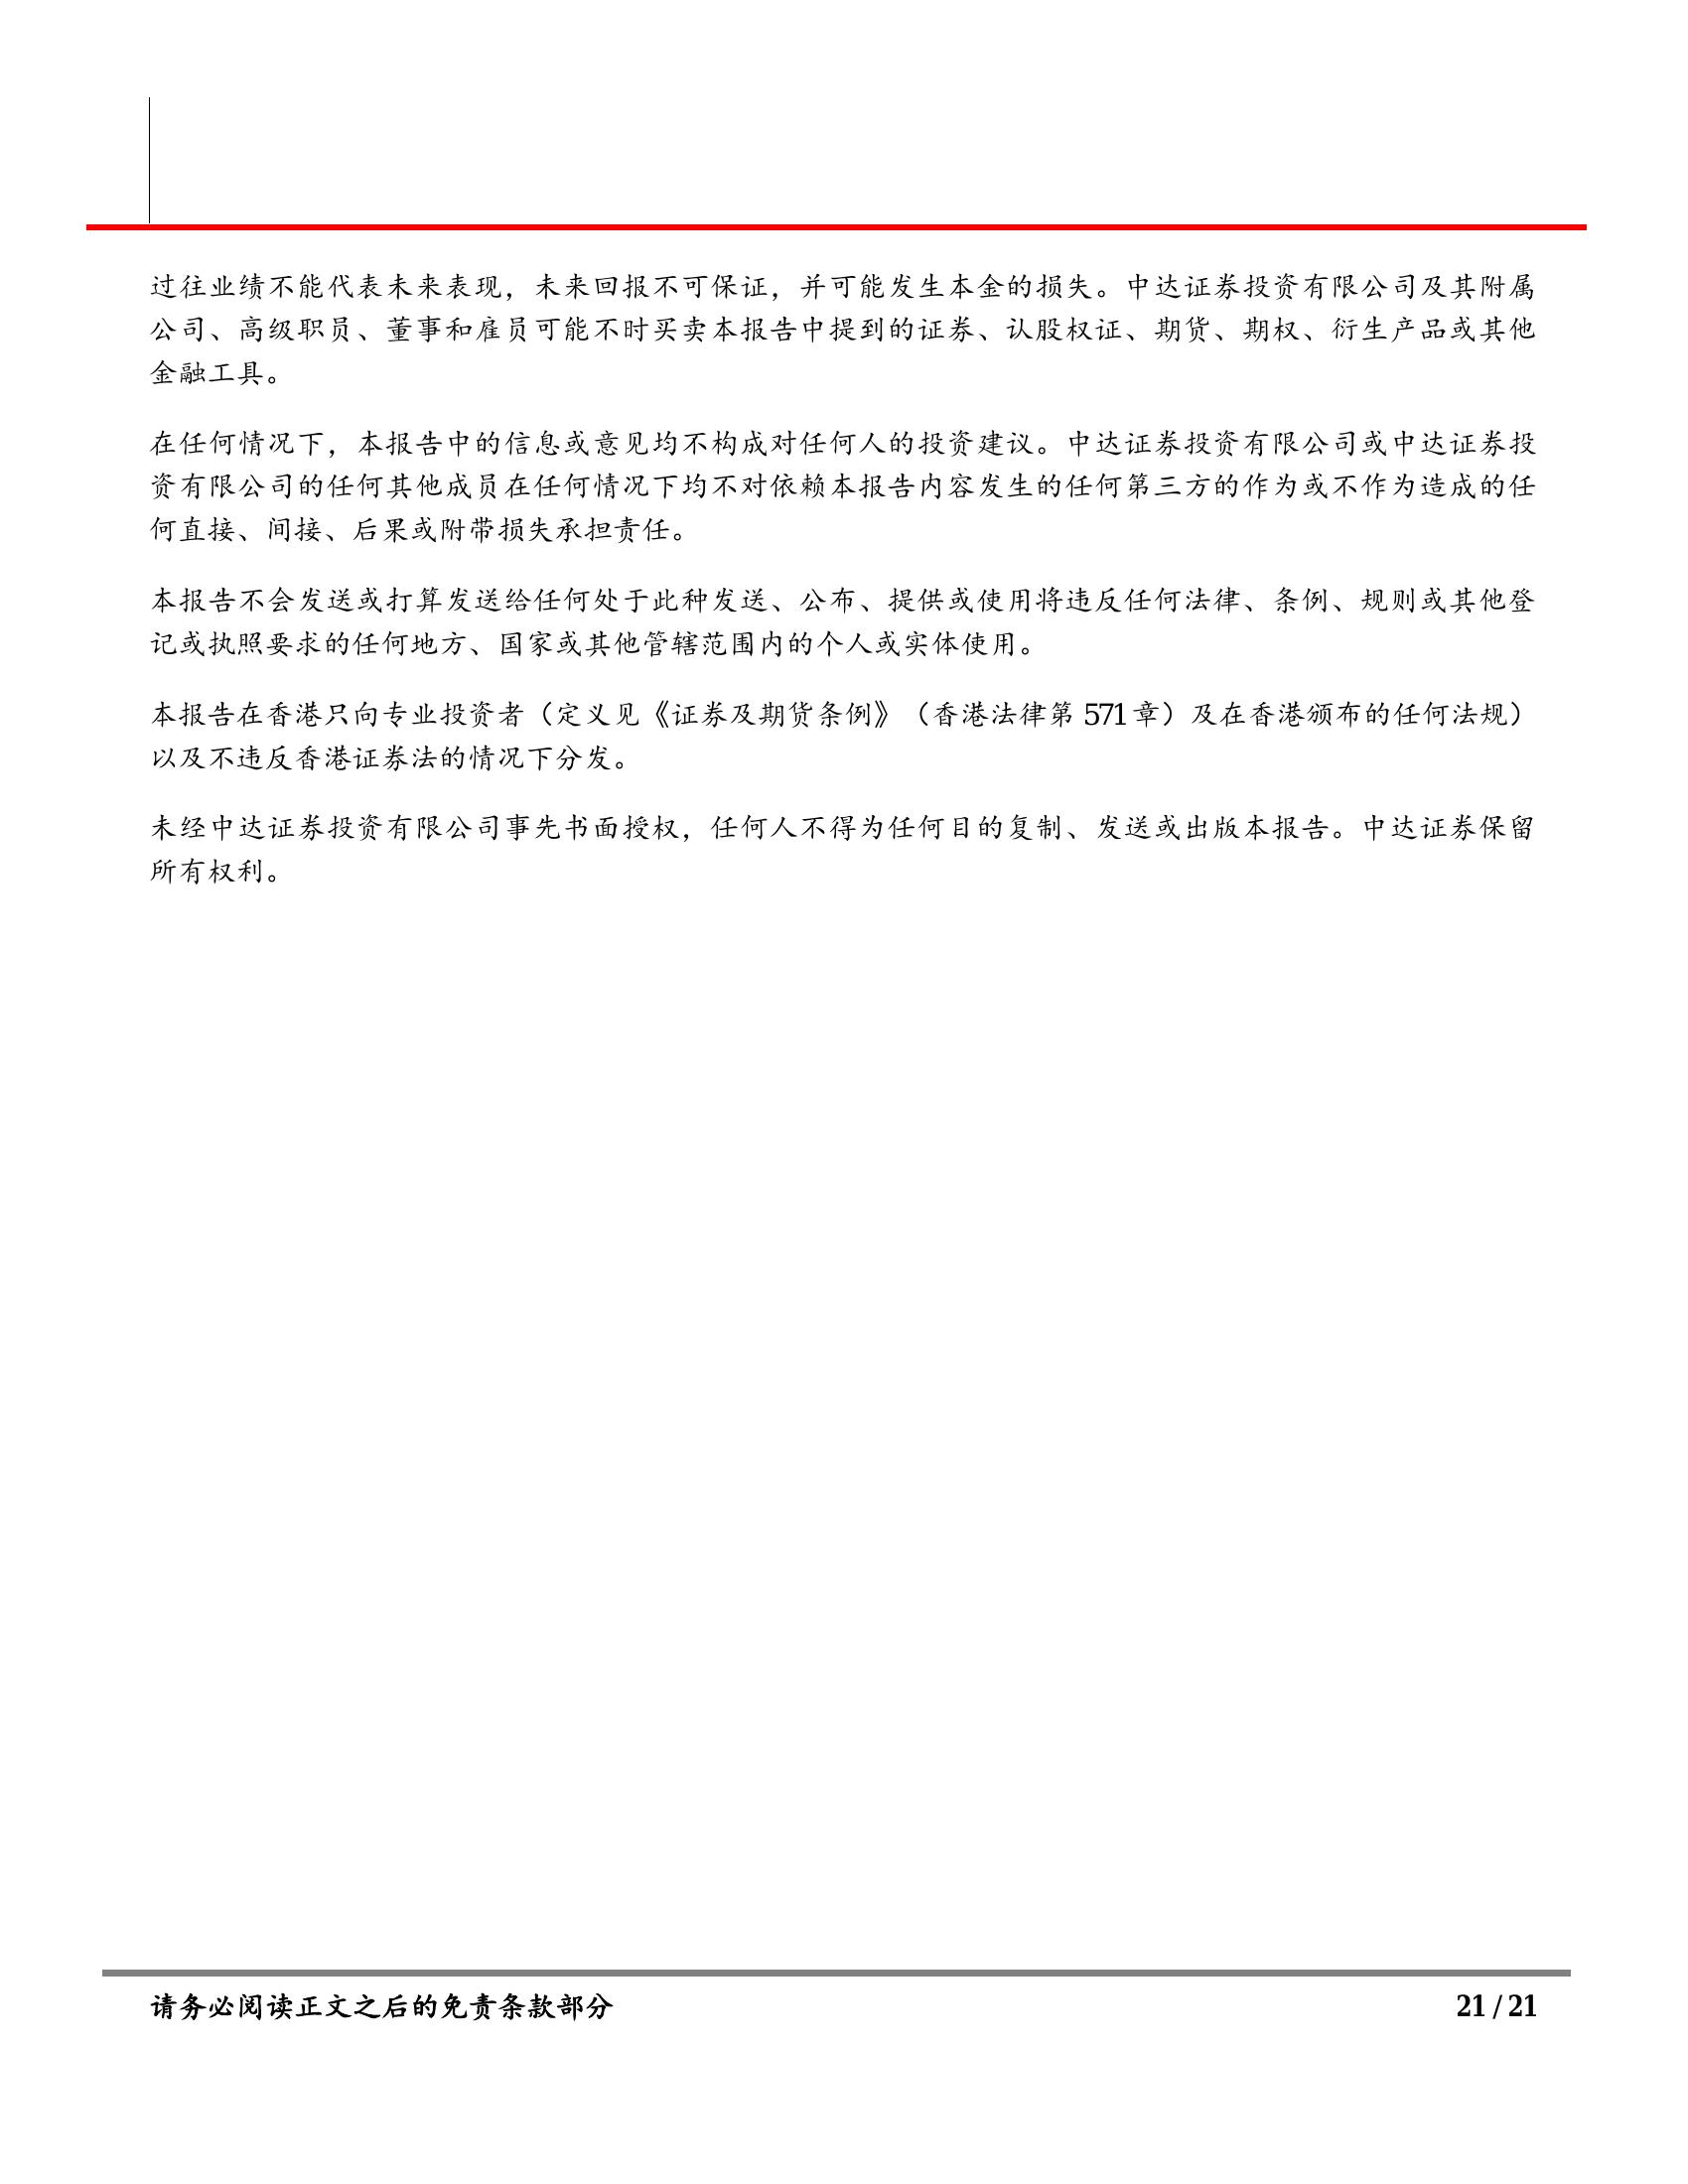 过往业绩不能代表未来表现，未来回报不可保证，并可能发生本金的损失。中达证券投资有限公司及其附属
公司、高级职员、董事和雇员可能不时买卖本报告中提到的证券、认股权证、期货、期权、衍生产品或其他
金融工具。
在任何情况下，本报告中的信息或意见均不构成对任何人的投资建议。中达证券投资有限公司或中达证券投
资有限公司的任何其他成员在任何情况下均不对依赖本报告内容发生的任何第三方的作为或不作为造成的任
何直接、间接、后果或附带损失承担责任。
本报告不会发送或打算发送给任何处于此种发送、公布、提供或使用将违反任何法律、条例、规则或其他登
记或执照要求的任何地方、国家或其他管辖范围内的个人或实体使用。
本报告在香港只向专业投资者（定义见《证券及期货条例》（香港法律第 571 章）及在香港颁布的任何法规）
以及不违反香港证券法的情况下分发。
未经中达证券投资有限公司事先书面授权，任何人不得为任何目的复制、发送或出版本报告。中达证券保留
所有权利。
请务必阅读正文之后的免责条款部分 21 / 21